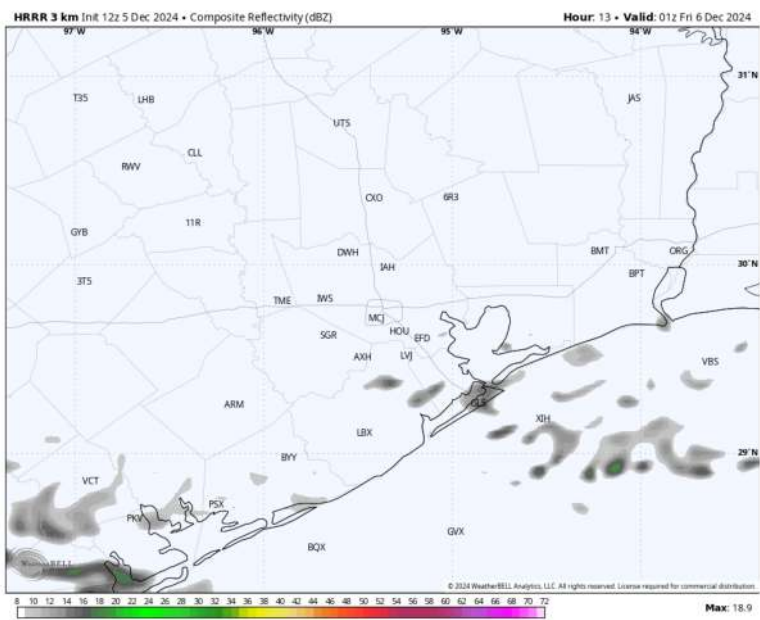 HRRR 3 km Init 12z 5 Dec 2024 • Composite Reflectivity (dBZ) Hour: 13 • Valid: 01z Fri 6 Dec 2024
97°W 96°W 95°W 94°W
31°N
T35 LHB JAS
UTS
CLL
RWV
CXO 6R3
11R
GYB
DWH BMT ORG
30°N
IAH BPT
3T5
TME IWS
MCJ
SGR HOU EFD
AXH LVJ VBS
ARM GLS
XIH
LBX
29°N
BYY
VCT
PSX
PKV
GVX
BQX
WeatherBELL
© 2024 WeatherBELL Analytics, LLC. All rights reserved. License required for commercial distribution.
8 10 12 14 16 18 20 22 24 26 28 30 32 34 36 38 40 42 44 46 48 50 52 54 56 58 60 62 64 66 68 70 72 Max: 18.9